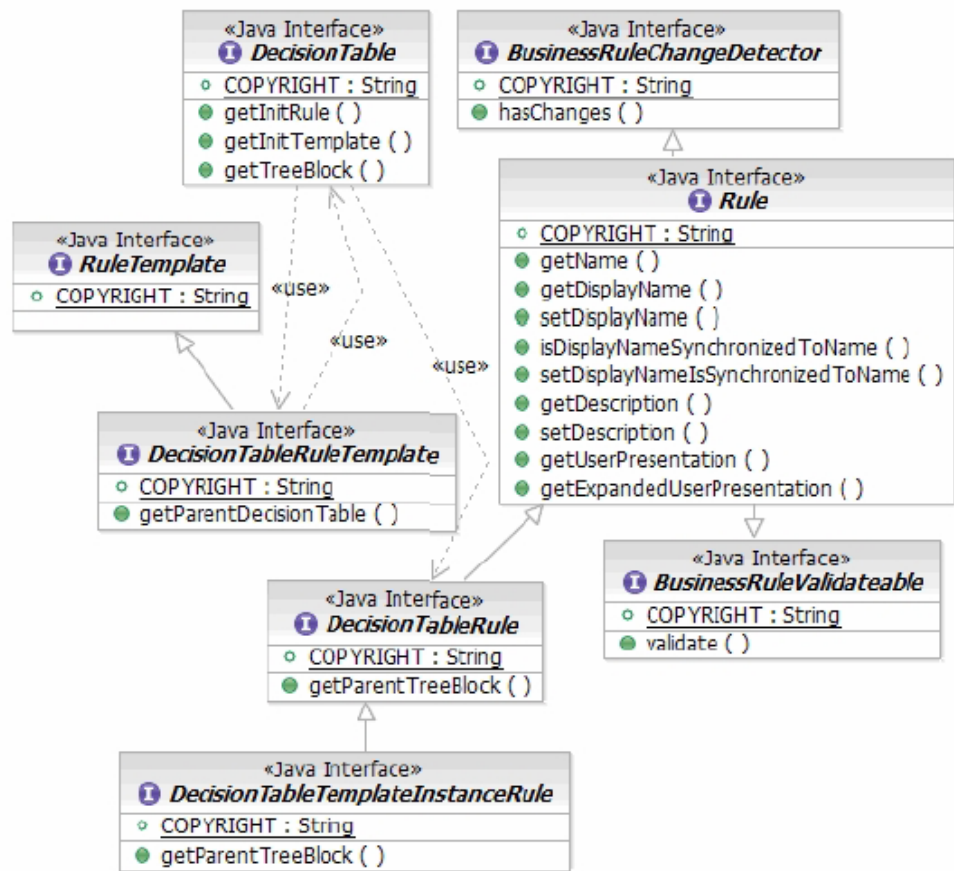 «Java Interface»
DecisionTable
COPYRIGHT : String
getInitRule ( )
getInitTemplate ( )
getTreeBlock ( )
«Java Interface»
BusinessRuleChangeDetector
COPYRIGHT : String
hasChanges ( )
«Java Interface»
Rule
COPYRIGHT : String
getName ( )
getDisplayName ( )
setDisplayName ( )
isDisplayNameSynchronizedToName ( )
setDisplayNameIsSynchronizedToName ( )
getDescription ( )
setDescription ( )
getUserPresentation ( )
getExpandedUserPresentation ( )
«Java Interface»
RuleTemplate
COPYRIGHT : String
«use»
«use»
«use»
«Java Interface»
DecisionTableRuleTemplate
COPYRIGHT : String
getParentDecisionTable ( )
«Java Interface»
BusinessRuleValidateable
COPYRIGHT : String
validate ( )
«Java Interface»
DecisionTableRule
COPYRIGHT : String
getParentTreeBlock ( )
«Java Interface»
DecisionTableTemplateInstanceRule
COPYRIGHT : String
getParentTreeBlock ( )